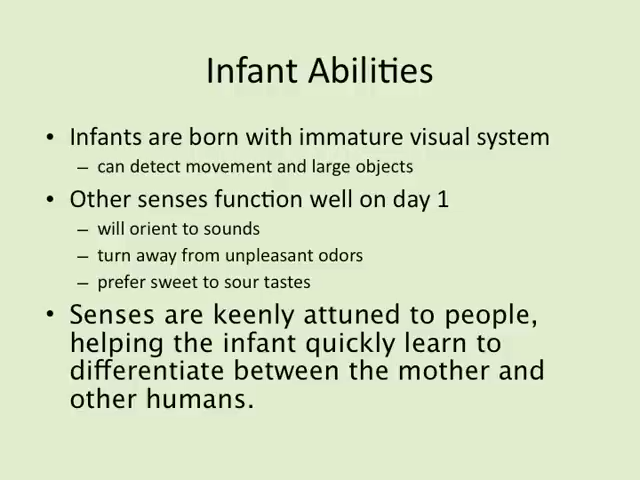 Infant Abilities
• Infants are born with immature visual system
– can detect movement and large objects
• Other senses function well on day 1
– will orient to sounds
– turn away from unpleasant odors
– prefer sweet to sour tastes
• Senses are keenly attuned to people,
helping the infant quickly learn to
differentiate between the mother and
other humans.